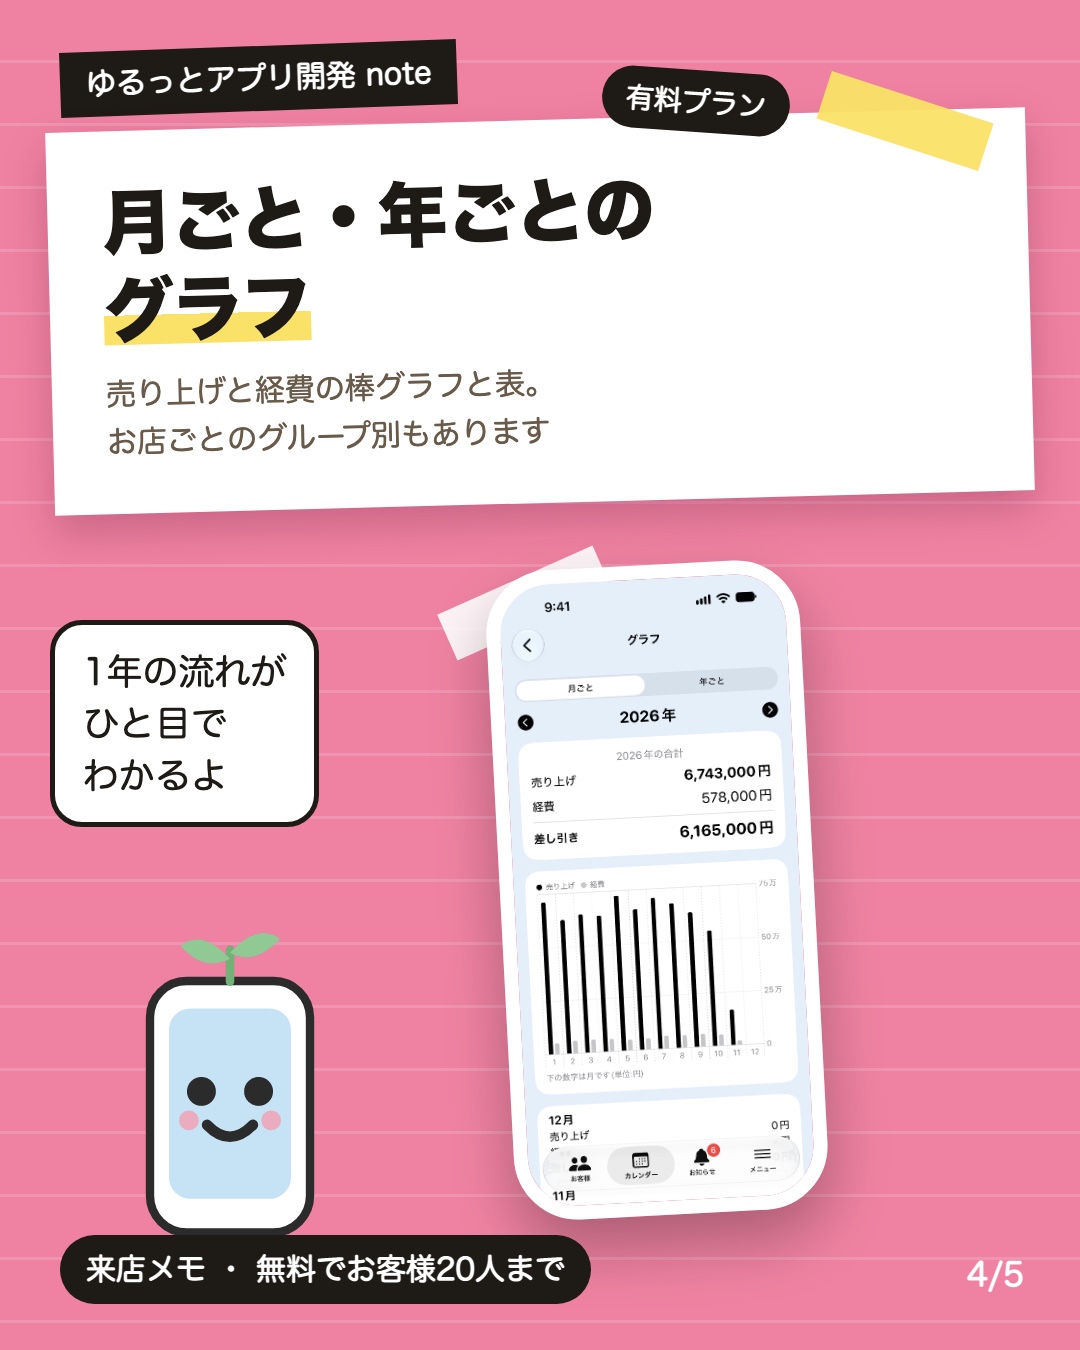 ゆるっとアプリ開発 note
有料プラン
月ごと・年ごとの
グラフ
売り上げと経費の棒グラフと表。
お店ごとのグループ別もあります
1年の流れが
ひと目で
わかるよ
9:41
グラフ
月ごと 年ごと
2026年
2026年の合計
売り上げ 6,743,000円
経費 578,000円
差し引き 6,165,000円
売り上げ 経費
75万
50万
25万
0
1 2 3 4 5 6 7 8 9 10 11 12
下の数字は月です(単位:円)
12月
売り上げ 0円
6
お客様 カレンダー お知らせ メニュー
11月
来店メモ ・ 無料でお客様20人まで
4/5